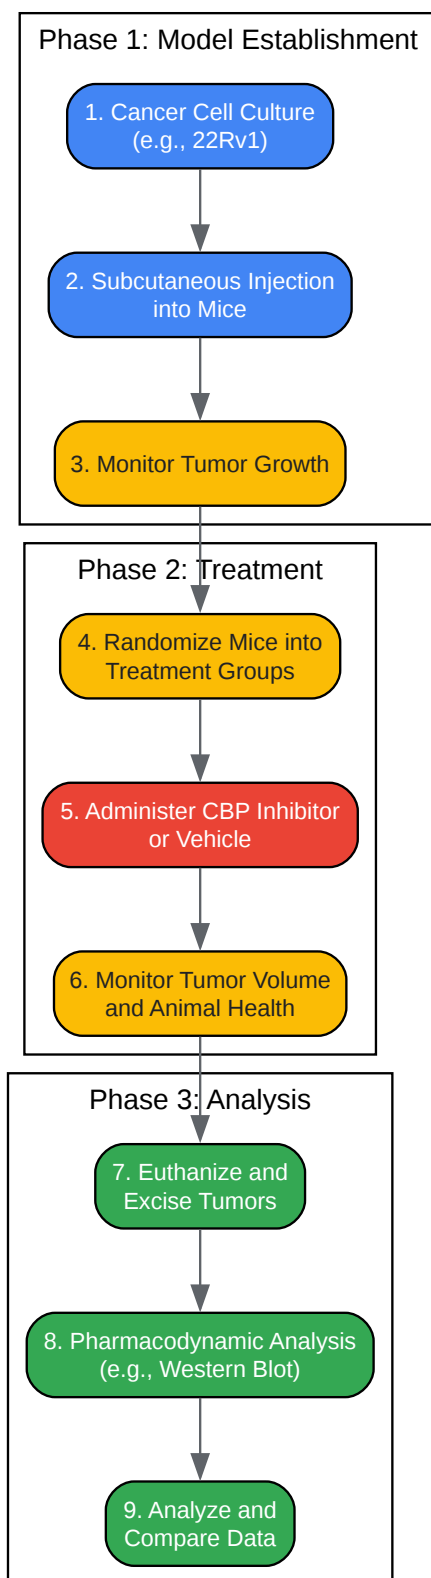 Phase 1: Model Establishment
1. Cancer Cell Culture
(e.g., 22Rv1)
2. Subcutaneous Injection
into Mice
3. Monitor Tumor Growth
Phase 2: Treatment
4. Randomize Mice into
Treatment Groups
5. Administer CBP Inhibitor
or Vehicle
6. Monitor Tumor Volume
and Animal Health
Phase 3: Analysis
7. Euthanize and
Excise Tumors
8. Pharmacodynamic Analysis
(e.g., Western Blot)
9. Analyze and
Compare Data